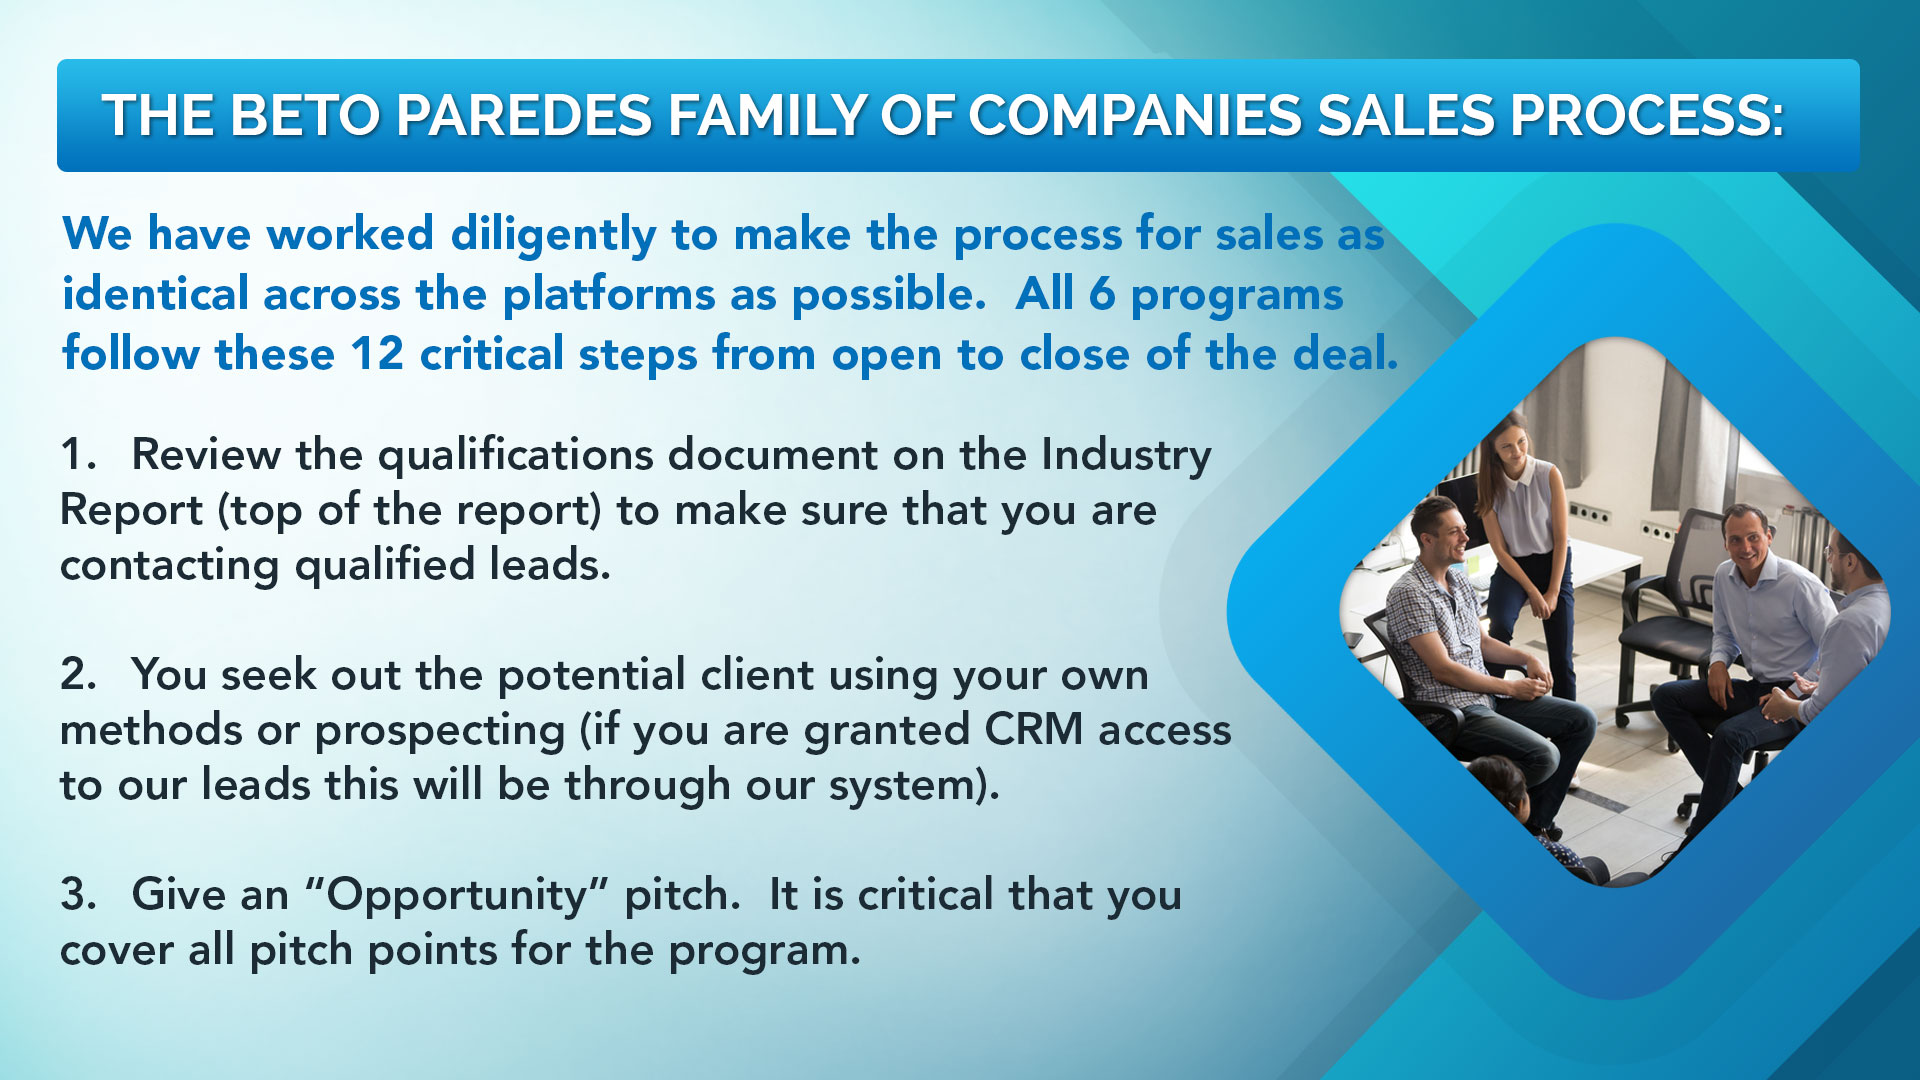 THE BETO PAREDES FAMILY OF COMPANIES SALES PROCESS:
We have worked diligently to make the process for sales as
identical across the platforms as possible.  All 6 programs
follow these 12 critical steps from open to close of the deal.
1.  Review the qualifications document on the Industry
Report (top of the report) to make sure that you are
contacting qualified leads.
2.  You seek out the potential client using your own
methods or prospecting (if you are granted CRM access
to our leads this will be through our system).
3.  Give an “Opportunity” pitch.  It is critical that you
cover all pitch points for the program.